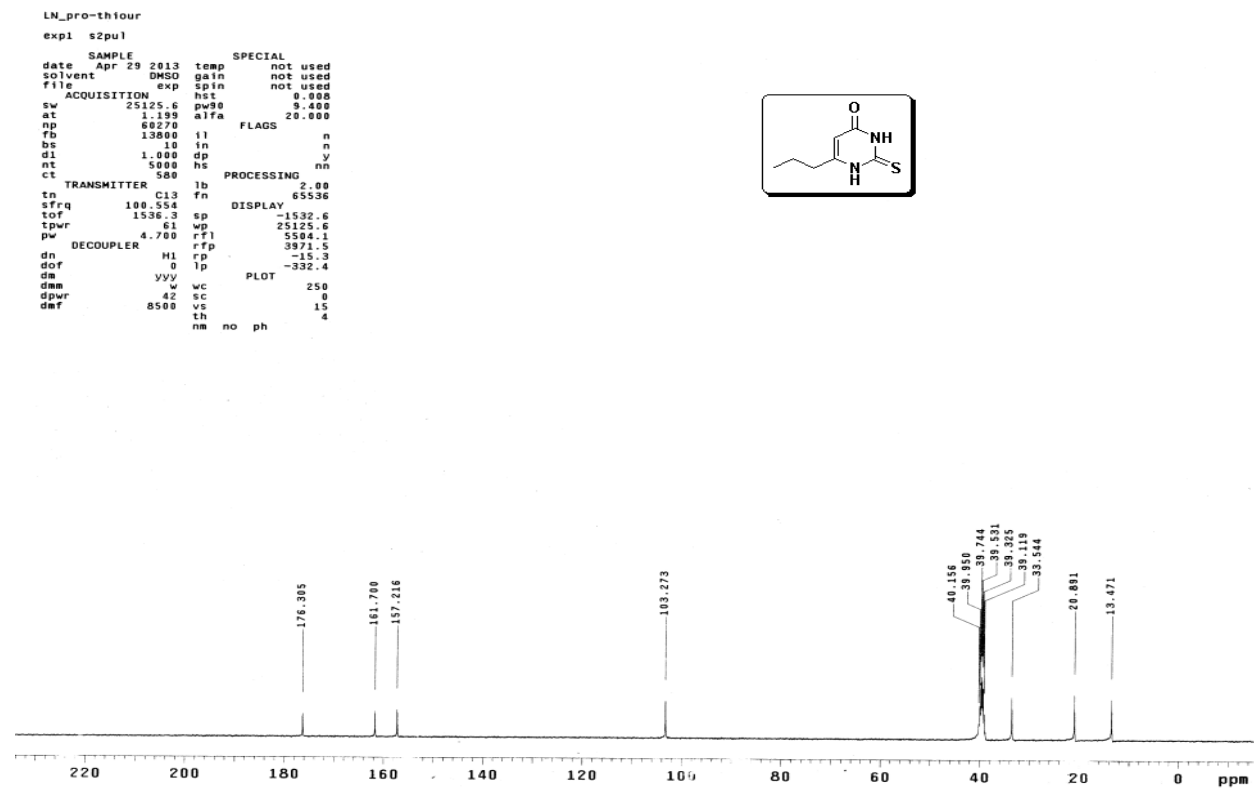 LN_pro-thiour
exp1 s2pul
SAMPLE
date Apr 29 2013
solvent DMSO
file exp
ACQUISITION
sw 25125.6
at 1.199
np 60270
fb 13800
bs 10
d1 1.000
nt 5000
ct 580
TRANSMITTER
tn C13
sfrq 100.554
tof 1536.3
tpwr 61
pw 4.700
DECOUPLER
dn H1
dof 0
dm yyy
dmm w
dpwr 42
dmf 8500
SPECIAL
temp not used
gain not used
spin not used
hst 0.008
pw90 9.400
alfa 20.000
FLAGS
il n
in n
dp y
hs nn
PROCESSING
lb 2.00
fn 65536
DISPLAY
sp -1532.6
wp 25125.6
rfl 5504.1
rfp 3971.5
rp -15.3
lp -332.4
PLOT
wc 250
sc 0
vs 15
th 4
nm no ph
O
NH
N
H
S
176.305
161.700
157.216
103.273
40.156
39.950
39.744
39.531
39.325
39.119
33.544
20.891
13.471
220 200 180 160 140 120 100 80 60 40 20 0 ppm